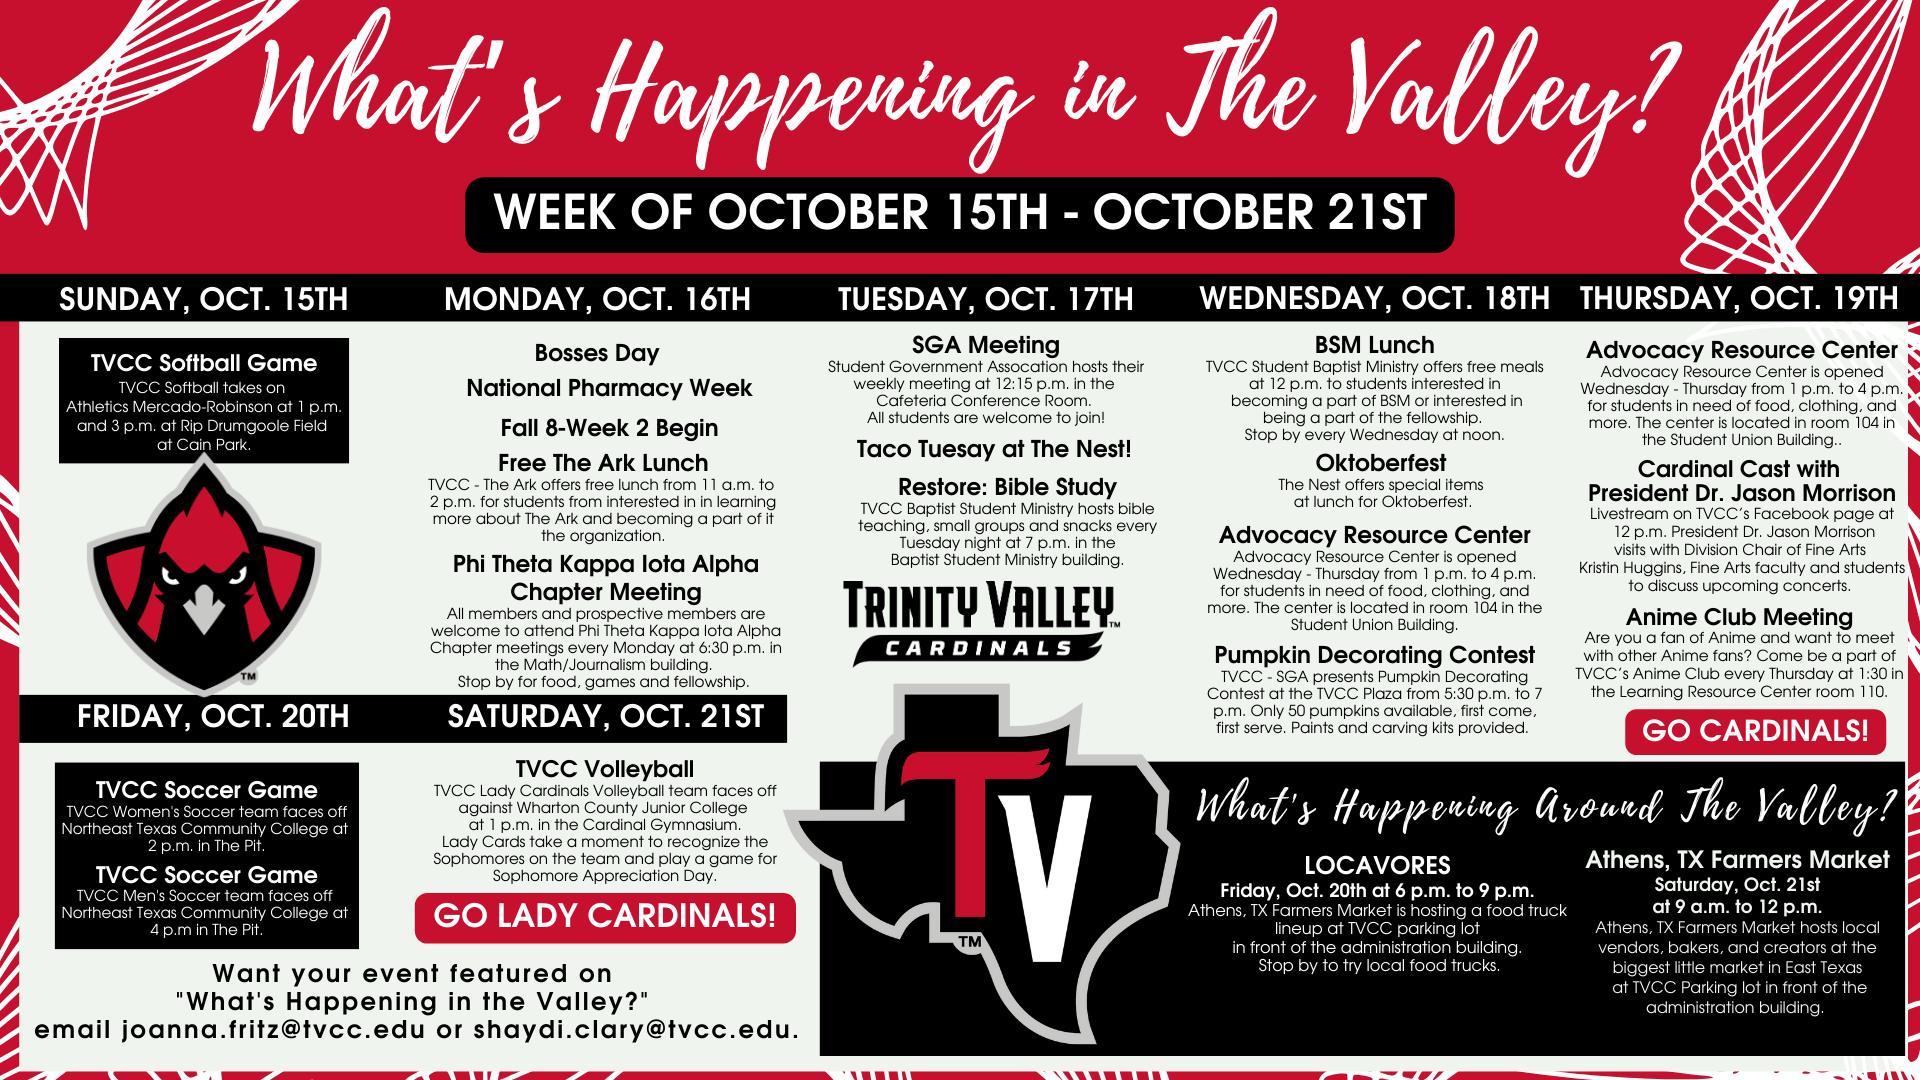 What's Happening in The Valley?
WEEK OF OCTOBER 15TH - OCTOBER 21ST
SUNDAY, OCT. 15TH
TVCC Softball Game
TVCC Softball takes on
Athletics Mercado-Robinson at 1 p.m.
and 3 p.m. at Rip Drumgoole Field
at Cain Park.
TM
MONDAY, OCT. 16TH
Bosses Day
National Pharmacy Week
Fall 8-Week 2 Begin
Free The Ark Lunch
TVCC - The Ark offers free lunch from 11 a.m. to
2 p.m. for students from interested in in learning
more about The Ark and becoming a part of it
the organization.
Phi Theta Kappa Iota Alpha
Chapter Meeting
All members and prospective members are
welcome to attend Phi Theta Kappa Iota Alpha
Chapter meetings every Monday at 6:30 p.m. in
the Math/Journalism building.
Stop by for food, games and fellowship.
TUESDAY, OCT. 17TH
SGA Meeting
Student Government Assocation hosts their
weekly meeting at 12:15 p.m. in the
Cafeteria Conference Room.
All students are welcome to join!
Taco Tuesay at The Nest!
Restore: Bible Study
TVCC Baptist Student Ministry hosts bible
teaching, small groups and snacks every
Tuesday night at 7 p.m. in the
Baptist Student Ministry building.
TRINITY VALLEY TM
CARDINALS
WEDNESDAY, OCT. 18TH
BSM Lunch
TVCC Student Baptist Ministry offers free meals
at 12 p.m. to students interested in
becoming a part of BSM or interested in
being a part of the fellowship.
Stop by every Wednesday at noon.
Oktoberfest
The Nest offers special items
at lunch for Oktoberfest.
Advocacy Resource Center
Advocacy Resource Center is opened
Wednesday - Thursday from 1 p.m. to 4 p.m.
for students in need of food, clothing, and
more. The center is located in room 104 in the
Student Union Building.
Pumpkin Decorating Contest
TVCC - SGA presents Pumpkin Decorating
Contest at the TVCC Plaza from 5:30 p.m. to 7
p.m. Only 50 pumpkins available, first come,
first serve. Paints and carving kits provided.
THURSDAY, OCT. 19TH
Advocacy Resource Center
Advocacy Resource Center is opened
Wednesday - Thursday from 1 p.m. to 4 p.m.
for students in need of food, clothing, and
more. The center is located in room 104 in
the Student Union Building..
Cardinal Cast with
President Dr. Jason Morrison
Livestream on TVCC's Facebook page at
12 p.m. President Dr. Jason Morrison
visits with Division Chair of Fine Arts
Kristin Huggins, Fine Arts faculty and students
to discuss upcoming concerts.
Anime Club Meeting
Are you a fan of Anime and want to meet
with other Anime fans? Come be a part of
TVCC's Anime Club every Thursday at 1:30 in
the Learning Resource Center room 110.
GO CARDINALS!
FRIDAY, OCT. 20TH
TVCC Soccer Game
TVCC Women's Soccer team faces off
Northeast Texas Community College at
2 p.m. in The Pit.
TVCC Soccer Game
TVCC Men's Soccer team faces off
Northeast Texas Community College at
4 p.m in The Pit.
SATURDAY, OCT. 21ST
TVCC Volleyball
TVCC Lady Cardinals Volleyball team faces off
against Wharton County Junior College
at 1 p.m. in the Cardinal Gymnasium.
Lady Cards take a moment to recognize the
Sophomores on the team and play a game for
Sophomore Appreciation Day.
GO LADY CARDINALS!
Want your event featured on
"What's Happening in the Valley?"
email joanna.fritz@tvcc.edu or shaydi.clary@tvcc.edu.
TV
TM
What's Happening Around The Valley?
LOCAVORES
Friday, Oct. 20th at 6 p.m. to 9 p.m.
Athens, TX Farmers Market is hosting a food truck
lineup at TVCC parking lot
in front of the administration building.
Stop by to try local food trucks.
Athens, TX Farmers Market
Saturday, Oct. 21st
at 9 a.m. to 12 p.m.
Athens, TX Farmers Market hosts local
vendors, bakers, and creators at the
biggest little market in East Texas
at TVCC Parking lot in front of the
administration building.